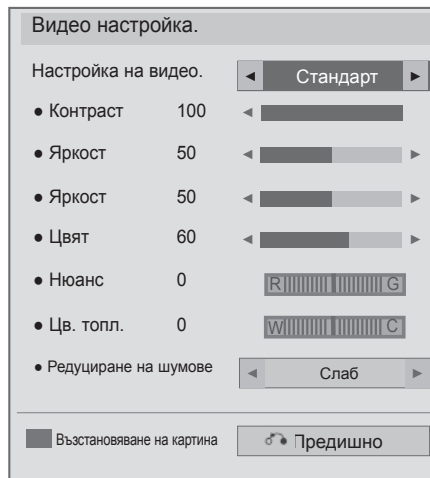 Видео настройка.
Настройка на видео. ◄ Стандарт ►
● Контраст 100 ◄
● Яркост 50 ◄ ►
● Яркост 50 ◄ ►
● Цвят 60 ◄ ►
● Нюанс 0 R G
● Цв. топл. 0 W C
● Редуциране на шумове ◄ Слаб ►
Възстановяване на картина Предишно